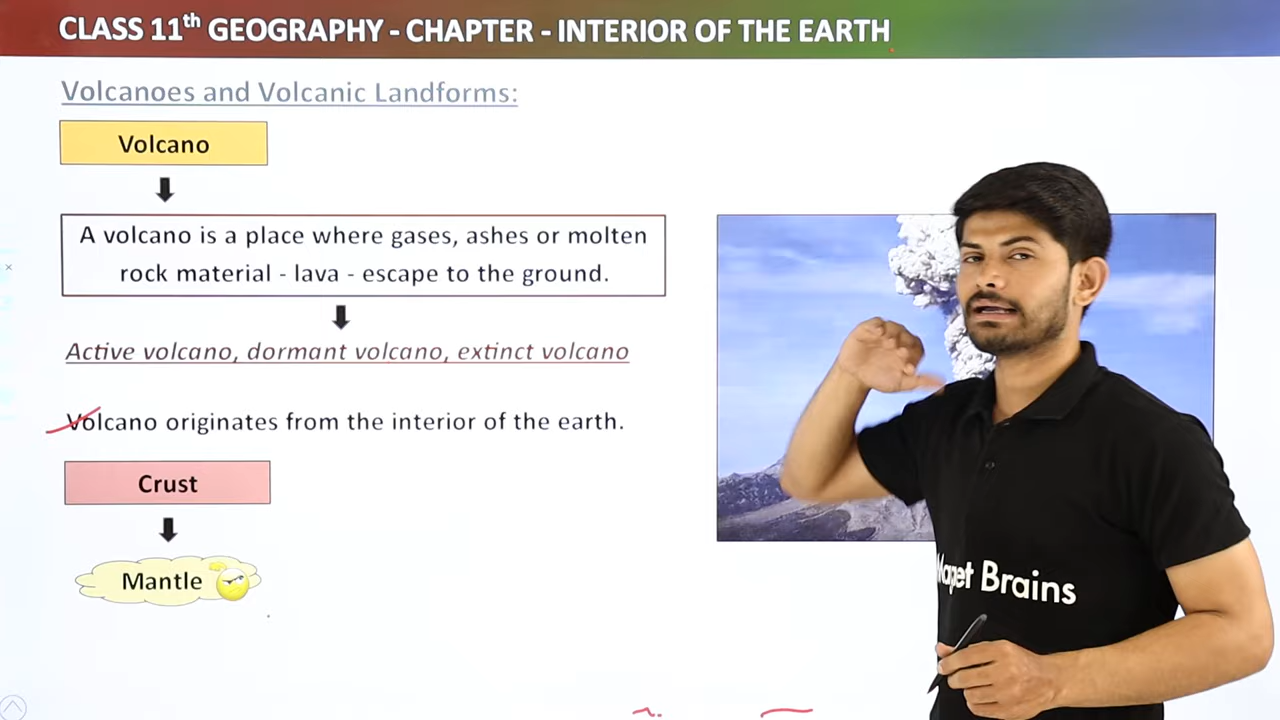 CLASS 11th GEOGRAPHY - CHAPTER - INTERIOR OF THE EARTH
Volcanoes and Volcanic Landforms:
Volcano
A volcano is a place where gases, ashes or molten
rock material - lava - escape to the ground.
Active volcano, dormant volcano, extinct volcano
Volcano originates from the interior of the earth.
Crust
Mantle
Brains